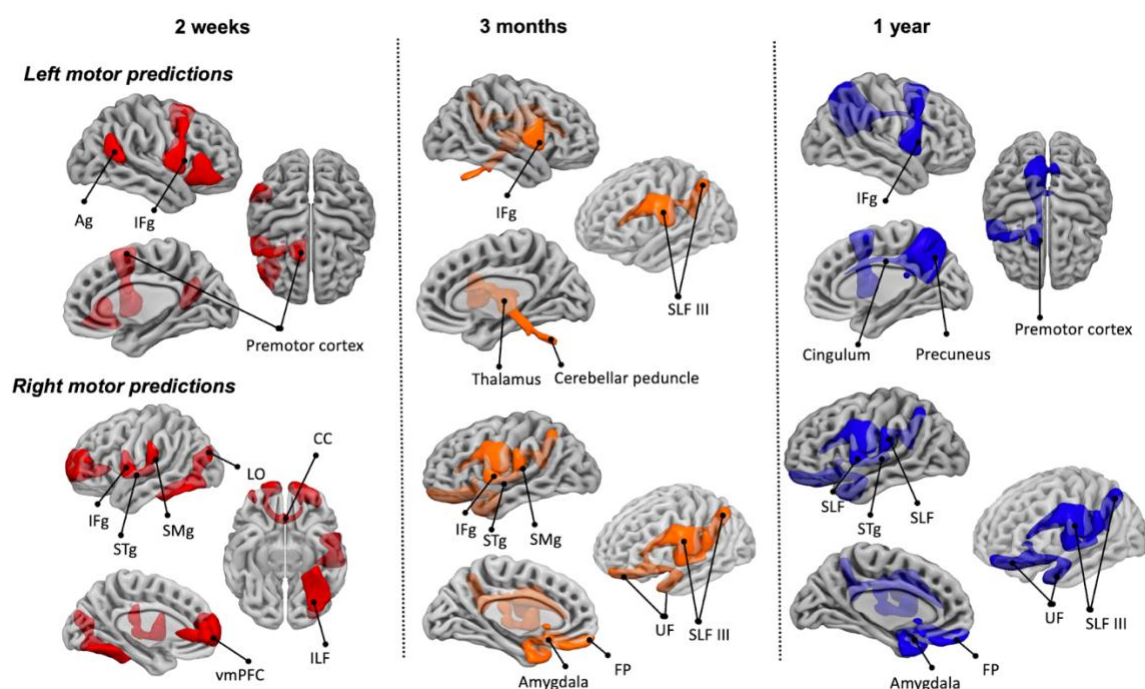 2 weeks
3 months
1 year
Left motor predictions
Ag
IFg
Premotor cortex
IFg
SLF III
Thalamus
Cerebellar peduncle
IFg
Cingulum
Precuneus
Premotor cortex
Right motor predictions
LO
CC
IFg
STg
SMg
vmPFC
ILF
IFg
STg
SMg
UF
SLF III
Amygdala
FP
SLF
STg
SLF
UF
SLF III
Amygdala
FP